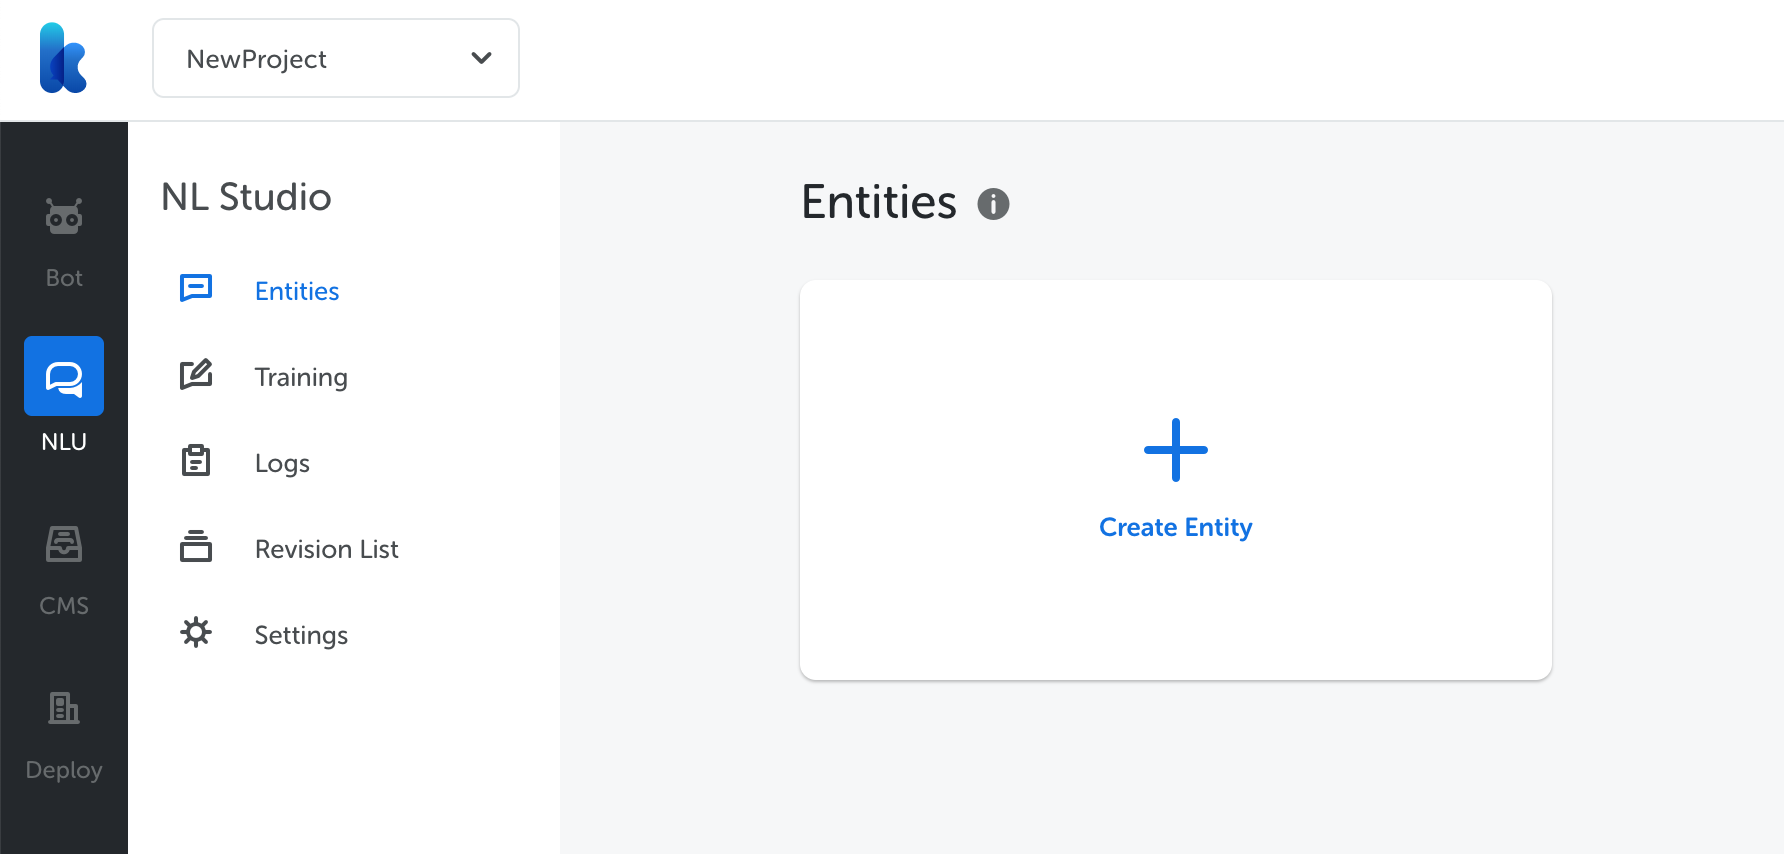 NewProject
Bot
NLU
CMS
Deploy
NL Studio
Entities
Training
Logs
Revision List
Settings
Entities
Create Entity